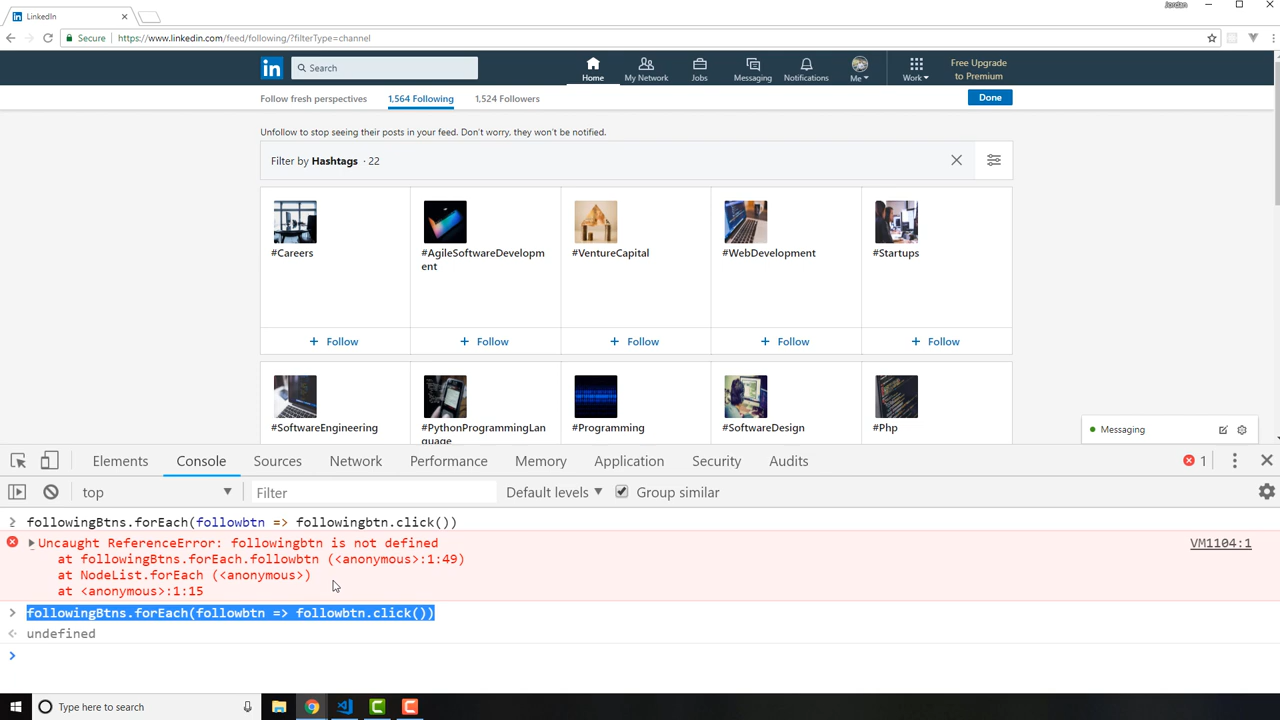 Jordan
LinkedIn
Secure https://www.linkedin.com/feed/following/?filterType=channel
in
Search
Home
My Network
Jobs
Messaging
Notifications
Me
Work
Free Upgrade
to Premium
Follow fresh perspectives
1,564 Following
1,524 Followers
Done
Unfollow to stop seeing their posts in your feed. Don't worry, they won't be notified.
Filter by Hashtags · 22
#Careers
#AgileSoftwareDevelopm
ent
#VentureCapital
#WebDevelopment
#Startups
+ Follow
+ Follow
+ Follow
+ Follow
+ Follow
#SoftwareEngineering
#PythonProgrammingLan
guage
#Programming
#SoftwareDesign
#Php
Messaging
Elements
Console
Sources
Network
Performance
Memory
Application
Security
Audits
1
top
Filter
Default levels
Group similar
followingBtns.forEach(followbtn => followingbtn.click())
Uncaught ReferenceError: followingbtn is not defined
VM1104:1
at followingBtns.forEach.followbtn (<anonymous>:1:49)
at NodeList.forEach (<anonymous>)
at <anonymous>:1:15
> followingBtns.forEach(followbtn => followbtn.click())
undefined
>
Type here to search